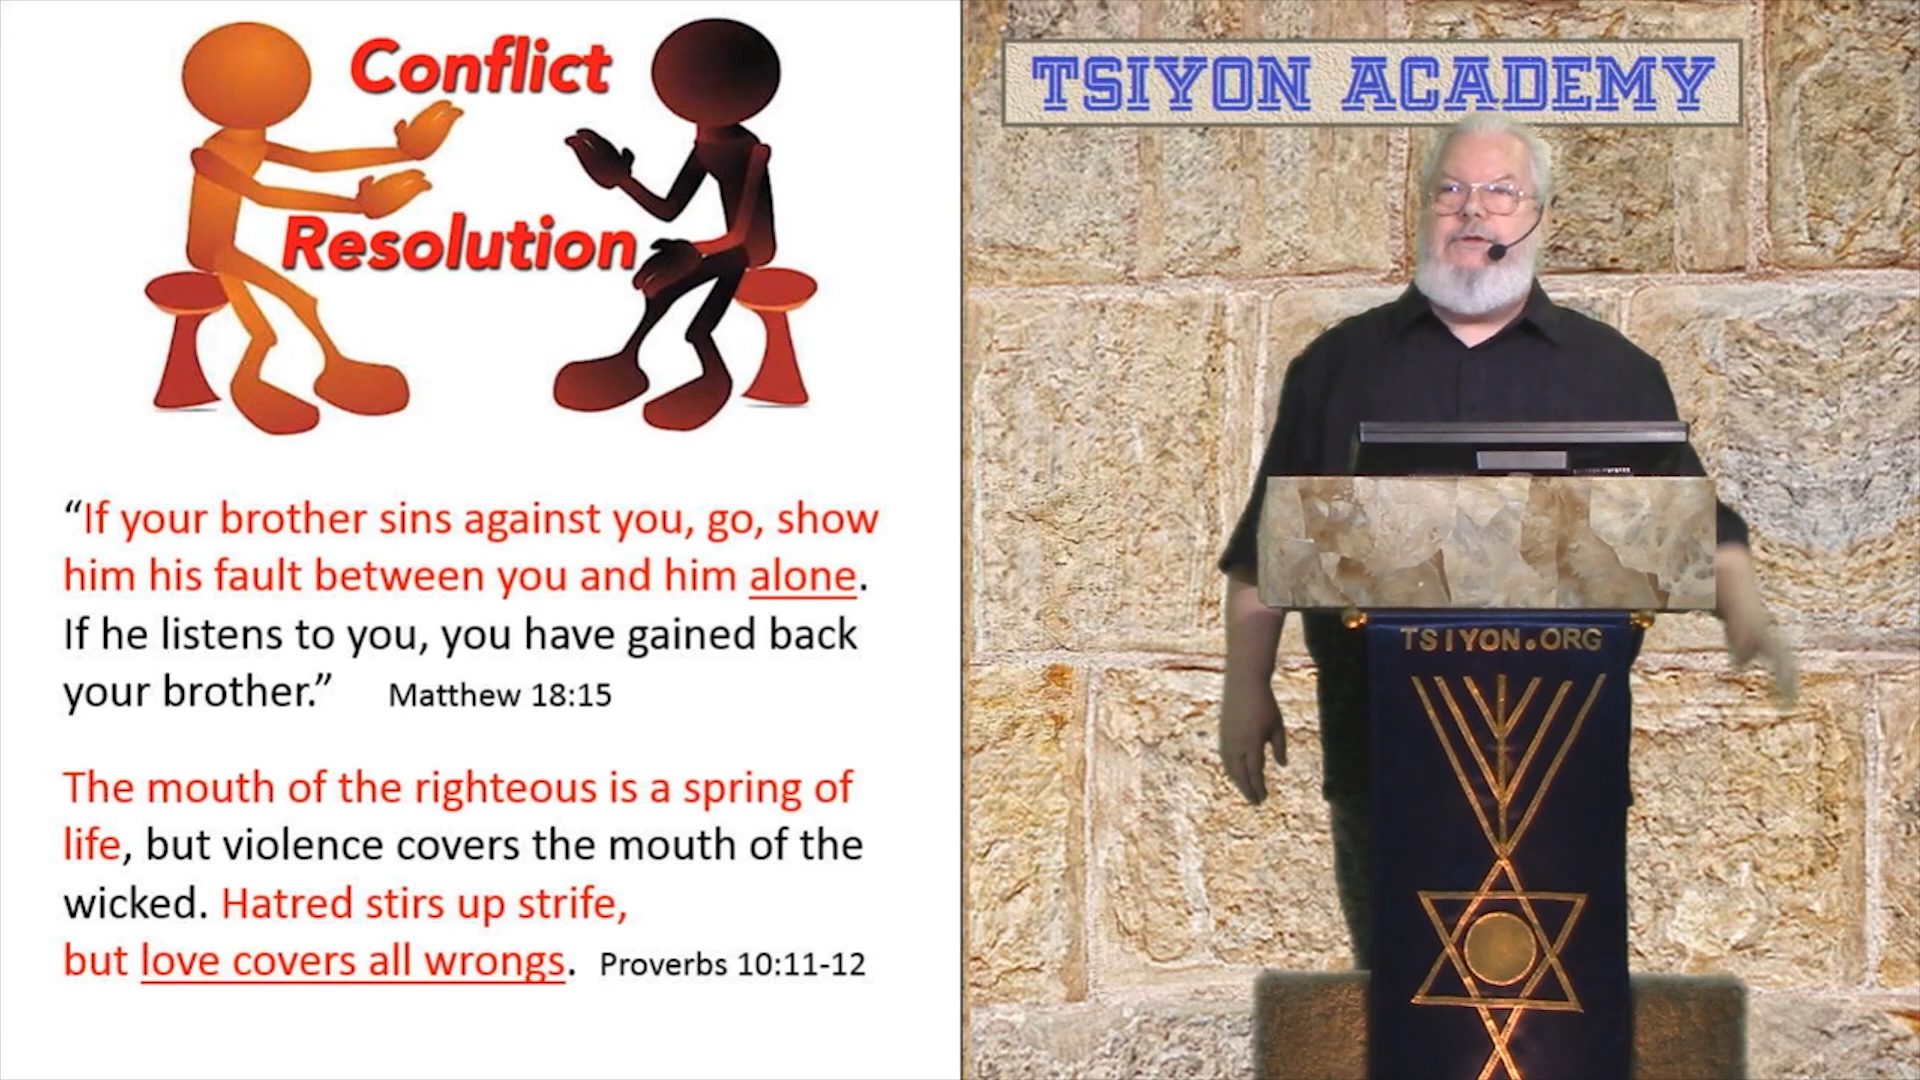 Conflict
Resolution
“If your brother sins against you, go, show
him his fault between you and him alone.
If he listens to you, you have gained back
your brother.” Matthew 18:15
The mouth of the righteous is a spring of
life, but violence covers the mouth of the
wicked. Hatred stirs up strife,
but love covers all wrongs. Proverbs 10:11-12
TSIYON ACADEMY
TSIYON.ORG